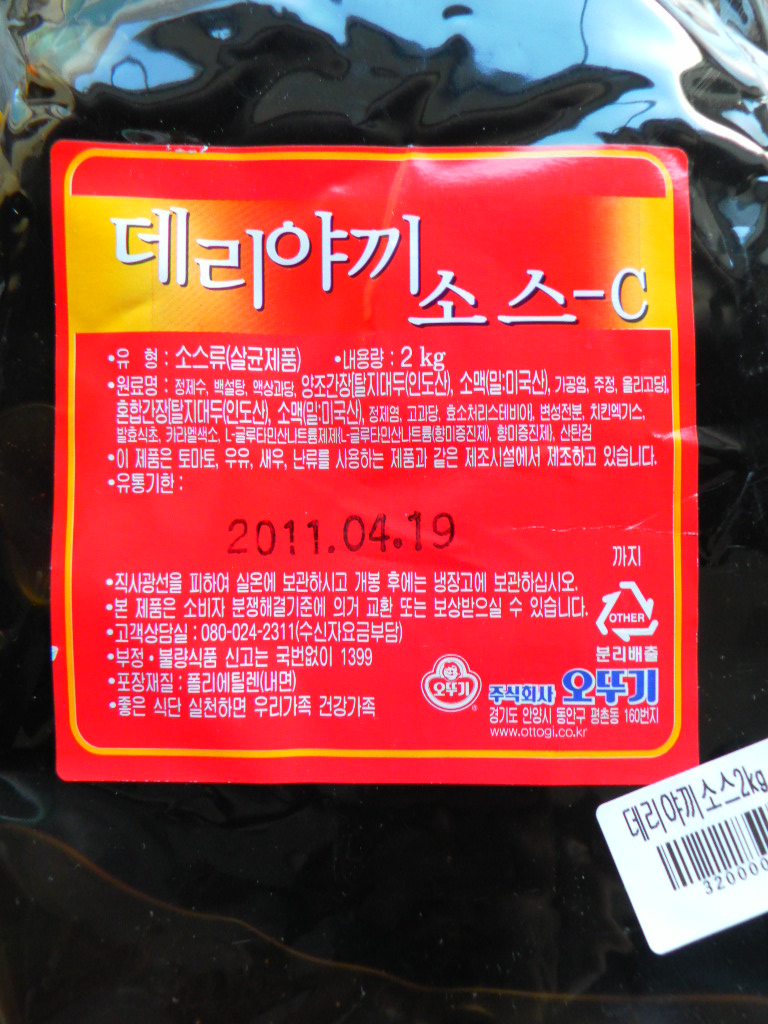 데리야끼
소스-C
•유 형 : 소스류(살균제품) •내용량 : 2 kg
•원료명 : 정제수, 백설탕, 액상과당, 양조간장[탈지대두(인도산), 소맥(밀:미국산), 가공염, 주정, 올리고당],
혼합간장[탈지대두(인도산), 소맥(밀:미국산), 정제염, 고과당, 효소처리스테비아], 변성전분, 치킨엑기스,
발효식초, 카라멜색소, L-글루타민산나트륨제제[L-글루타민산나트륨(향미증진제), 향미증진제], 산탄검
•이 제품은 토마토, 우유, 새우, 난류를 사용하는 제품과 같은 제조시설에서 제조하고 있습니다.
•유통기한 :
2011.04.19
까지
•직사광선을 피하여 실온에 보관하시고 개봉 후에는 냉장고에 보관하십시오.
•본 제품은 소비자 분쟁해결기준에 의거 교환 또는 보상받으실 수 있습니다.
•고객상담실 : 080-024-2311(수신자요금부담)
•부정·불량식품 신고는 국번없이 1399
•포장재질 : 폴리에틸렌(내면)
•좋은 식단 실천하면 우리가족 건강가족
OTHER
분리배출
오뚜기
주식회사 오뚜기
경기도 안양시 동안구 평촌동 160번지
www.ottogi.co.kr
데리야끼소스2kg
320000